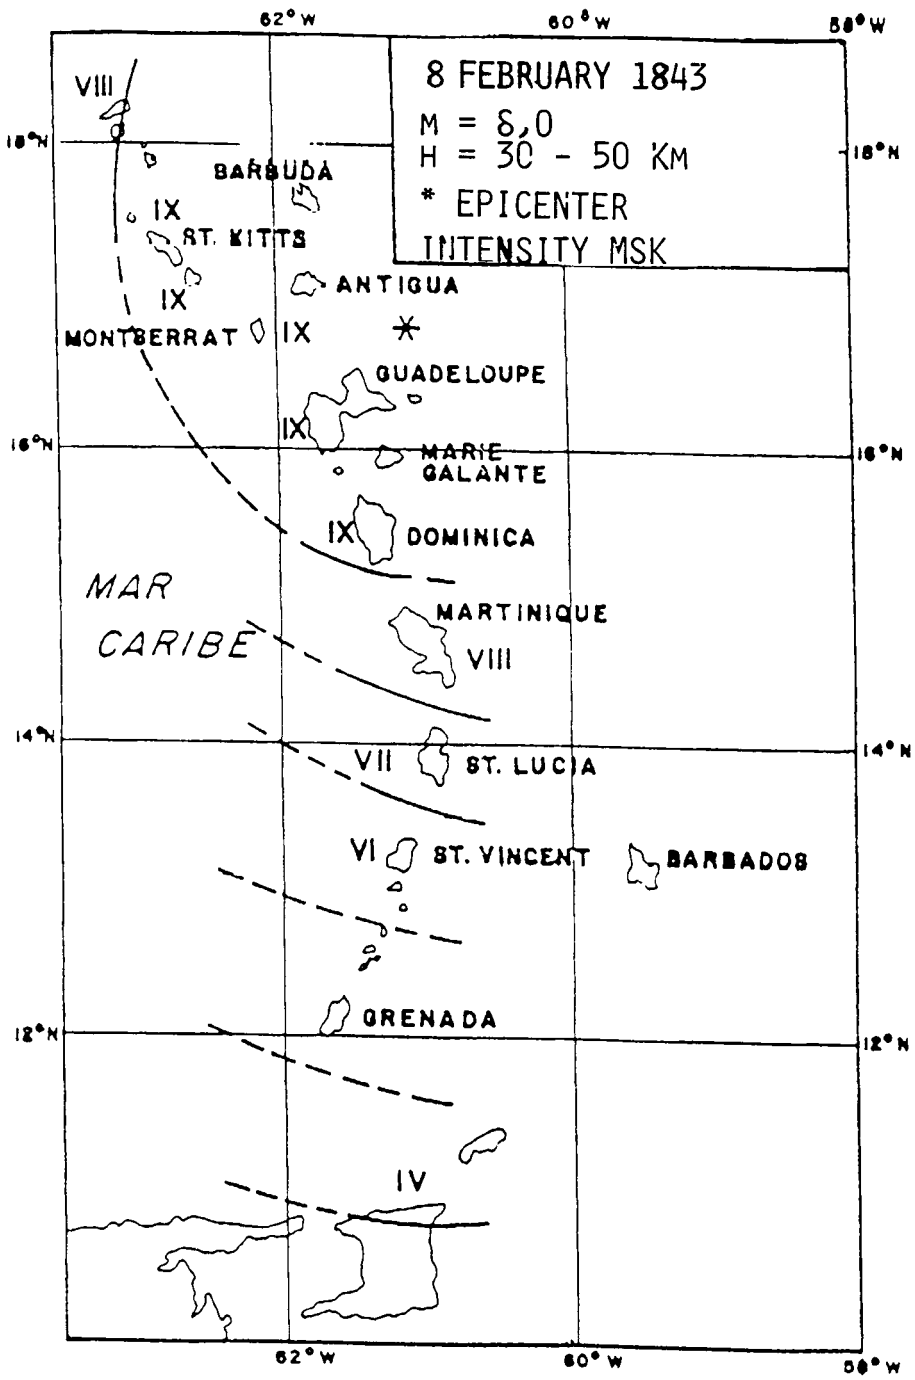 62°W 60°W 58°W
8 FEBRUARY 1843
M = 8,0
H = 30 - 50 KM
* EPICENTER
INTENSITY MSK
VIII
18°N 18°N
BARBUDA
IX
ST. KITTS
IX
ANTIGUA
MONTSERRAT IX
GUADELOUPE
IX
16°N 16°N
MARIE
GALANTE
IX DOMINICA
MAR
CARIBE
MARTINIQUE
VIII
14°N 14°N
VII ST. LUCIA
VI ST. VINCENT BARBADOS
GRENADA
12°N 12°N
IV
62°W 60°W 58°W